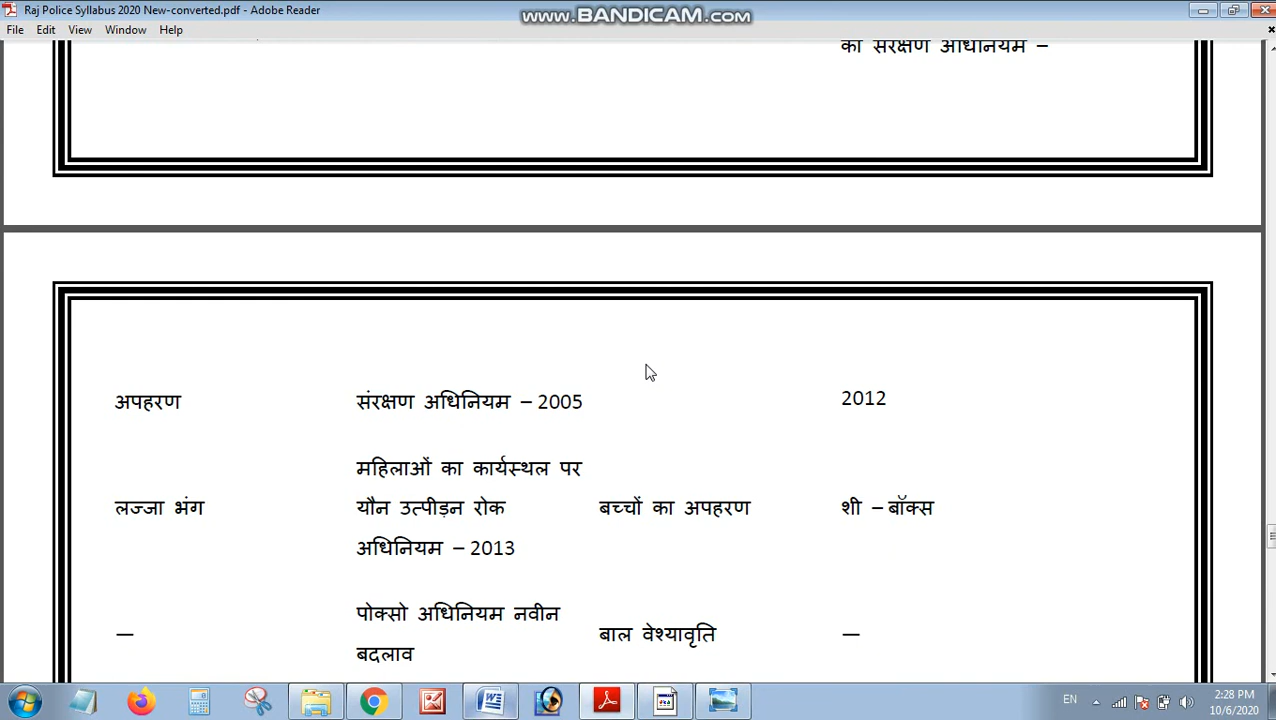 Raj Police Syllabus 2020 New-converted.pdf - Adobe Reader
www.BANDICAM.com
File Edit View Window Help
का संरक्षण अधिनियम –
अपहरण संरक्षण अधिनियम – 2005 2012
महिलाओं का कार्यस्थल पर
लज्जा भंग यौन उत्पीड़न रोक बच्चों का अपहरण शी – बॉक्स
अधिनियम – 2013
पोक्सो अधिनियम नवीन
— बाल वेश्यावृति —
बदलाव
EN 2:28 PM
10/6/2020